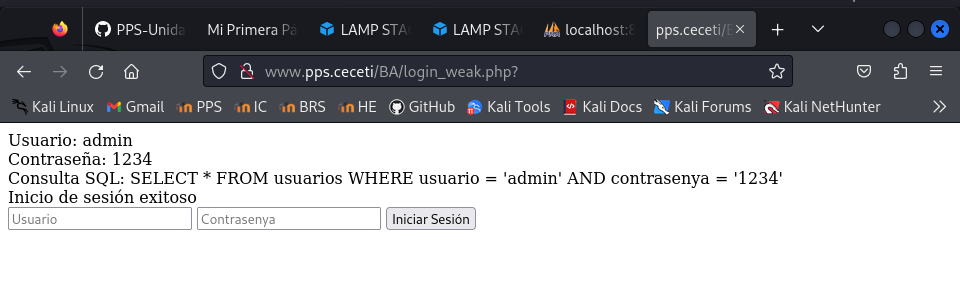 PPS-Unida
Mi Primera Pá
LAMP STA
LAMP STA
localhost:8
pps.ceceti/B
www.pps.ceceti/BA/login_weak.php?
Kali Linux
Gmail
PPS
IC
BRS
HE
GitHub
Kali Tools
Kali Docs
Kali Forums
Kali NetHunter
Usuario: admin
Contraseña: 1234
Consulta SQL: SELECT * FROM usuarios WHERE usuario = 'admin' AND contrasenya = '1234'
Inicio de sesión exitoso
Usuario Contrasenya Iniciar Sesión